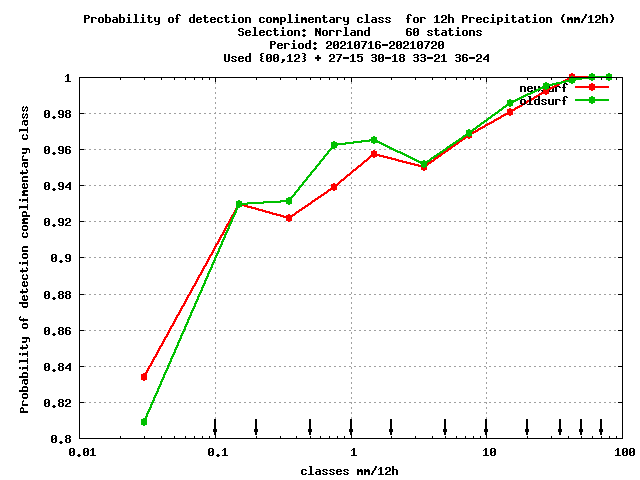 Probability of detection complimentary class  for 12h Precipitation (mm/12h)
Selection: Norrland     60 stations
Period: 20210716-20210720
Used {00,12} + 27-15 30-18 33-21 36-24
newsurf
oldsurf
Probability of detection complimentary class
1
0.98
0.96
0.94
0.92
0.9
0.88
0.86
0.84
0.82
0.8
0.01
0.1
1
10
100
classes mm/12h